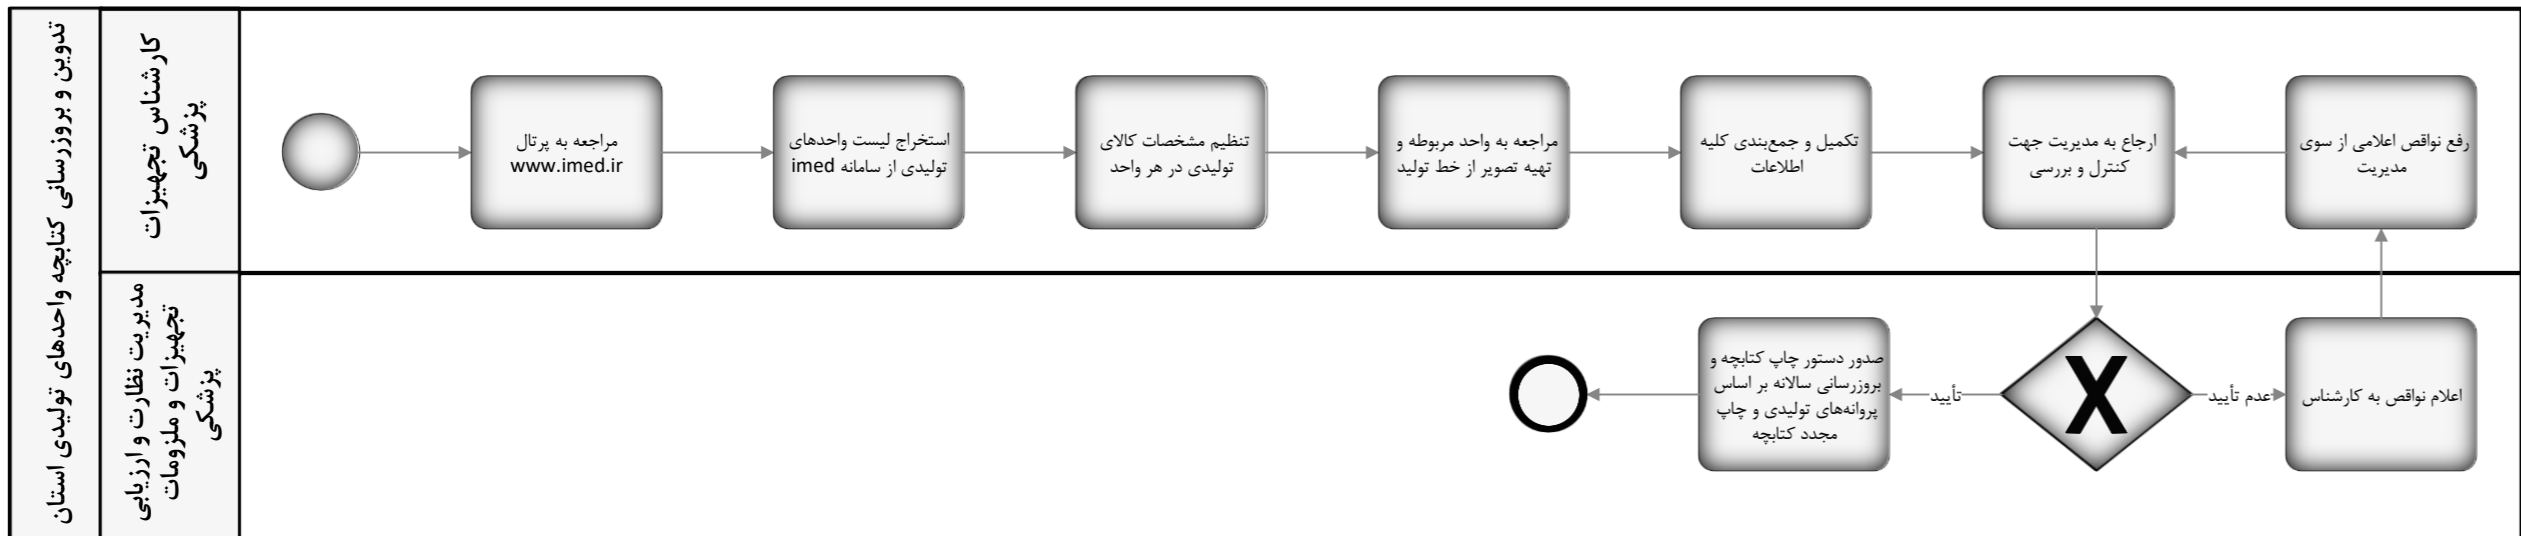 تدوین و بروزرسانی کتابچه واحدهای تولیدی استان
کارشناس تجهیزات
پزشکی
مراجعه به پرتال
www.imed.ir
استخراج لیست واحدهای
تولیدی از سامانه imed
تنظیم مشخصات کالای
تولیدی در هر واحد
مراجعه به واحد مربوطه و
تهیه تصویر از خط تولید
تکمیل و جمع‌بندی کلیه
اطلاعات
ارجاع به مدیریت جهت
کنترل و بررسی
رفع نواقص اعلامی از سوی
مدیریت
مدیریت نظارت و ارزیابی
تجهیزات و ملزومات
پزشکی
صدور دستور چاپ کتابچه و
بروزرسانی سالانه بر اساس
پروانه‌های تولیدی و چاپ
مجدد کتابچه
تأیید
X
عدم تأیید
اعلام نواقص به کارشناس